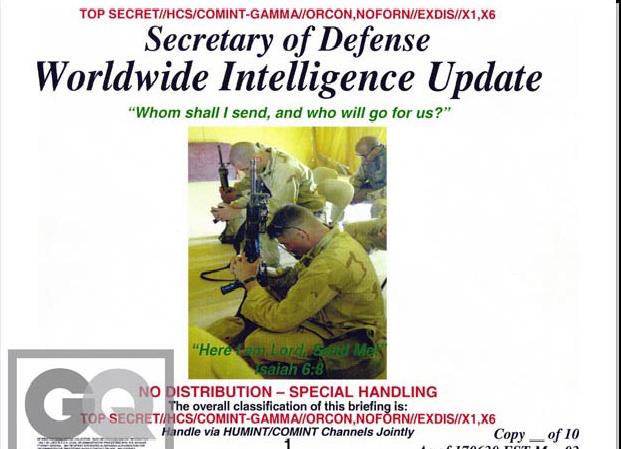 TOP SECRET//HCS/COMINT-GAMMA//ORCON,NOFORN//EXDIS//X1,X6
Secretary of Defense
Worldwide Intelligence Update
“Whom shall I send, and who will go for us?”
“Here I am Lord, Send Me!”
Isaiah 6:8
NO DISTRIBUTION – SPECIAL HANDLING
The overall classification of this briefing is:
TOP SECRET//HCS/COMINT-GAMMA//ORCON,NOFORN//EXDIS//X1,X6
Handle via HUMINT/COMINT Channels Jointly
Copy __ of 10
1
GQ